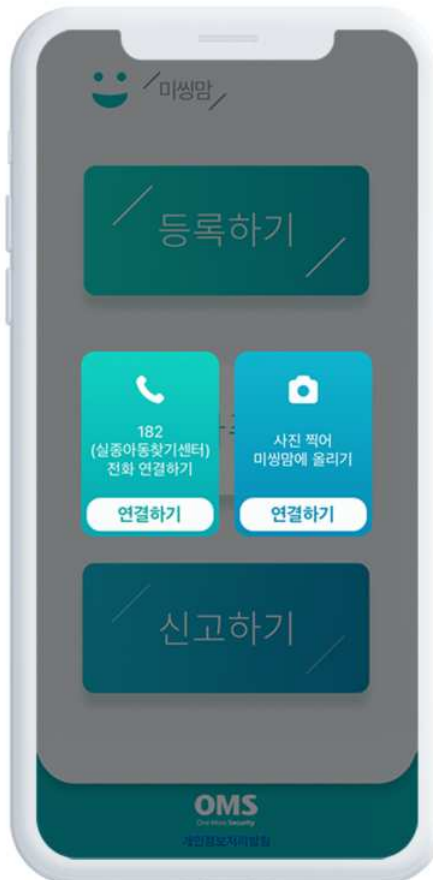 미씽맘
등록하기
182
(실종아동찾기센터)
전화 연결하기
연결하기
사진 찍어
미씽맘에 올리기
연결하기
신고하기
OMS
One More Security
개인정보처리방침